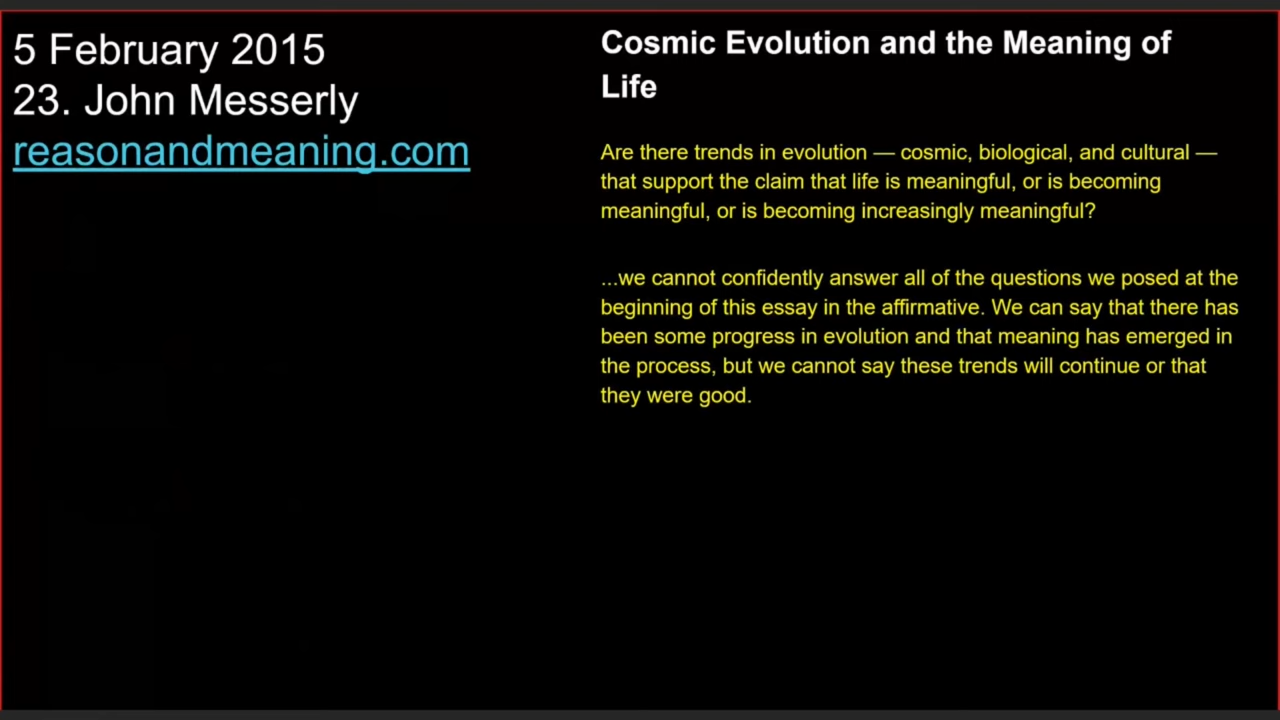 5 February 2015
23. John Messerly
reasonandmeaning.com
Cosmic Evolution and the Meaning of
Life
Are there trends in evolution — cosmic, biological, and cultural —
that support the claim that life is meaningful, or is becoming
meaningful, or is becoming increasingly meaningful?
...we cannot confidently answer all of the questions we posed at the
beginning of this essay in the affirmative. We can say that there has
been some progress in evolution and that meaning has emerged in
the process, but we cannot say these trends will continue or that
they were good.